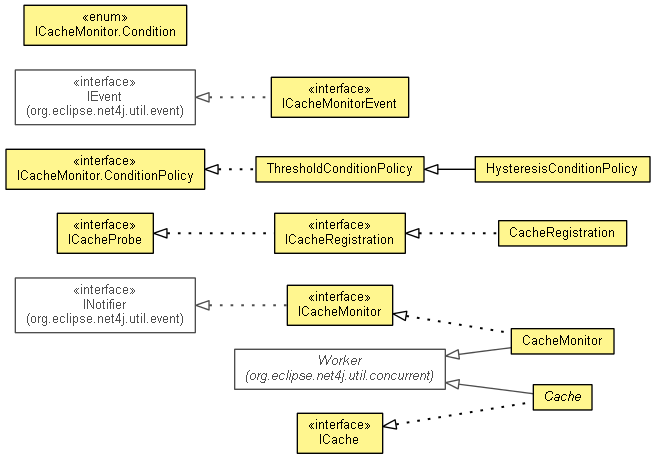 «enum»
ICacheMonitor.Condition
«interface»
IEvent
(org.eclipse.net4j.util.event)
«interface»
ICacheMonitorEvent
«interface»
ICacheMonitor.ConditionPolicy
ThresholdConditionPolicy
HysteresisConditionPolicy
«interface»
ICacheProbe
«interface»
ICacheRegistration
CacheRegistration
«interface»
INotifier
(org.eclipse.net4j.util.event)
«interface»
ICacheMonitor
CacheMonitor
Worker
(org.eclipse.net4j.util.concurrent)
Cache
«interface»
ICache